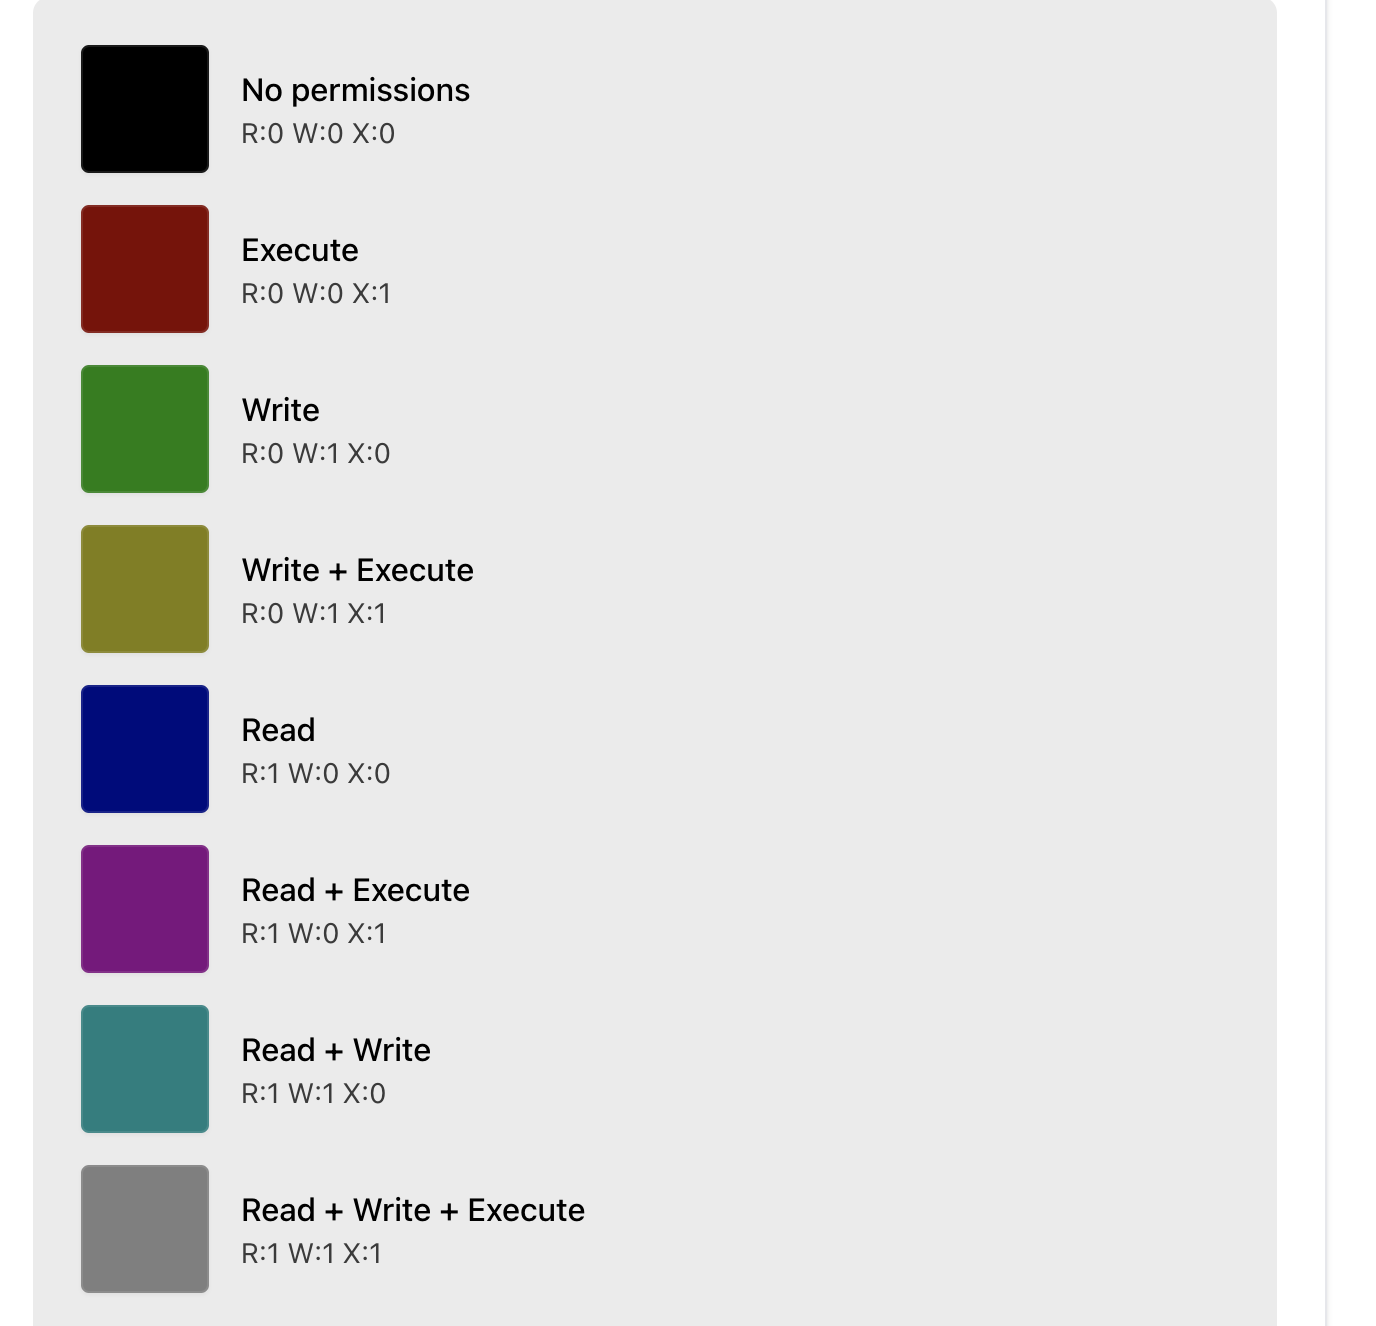 No permissions
R:0 W:0 X:0
Execute
R:0 W:0 X:1
Write
R:0 W:1 X:0
Write + Execute
R:0 W:1 X:1
Read
R:1 W:0 X:0
Read + Execute
R:1 W:0 X:1
Read + Write
R:1 W:1 X:0
Read + Write + Execute
R:1 W:1 X:1